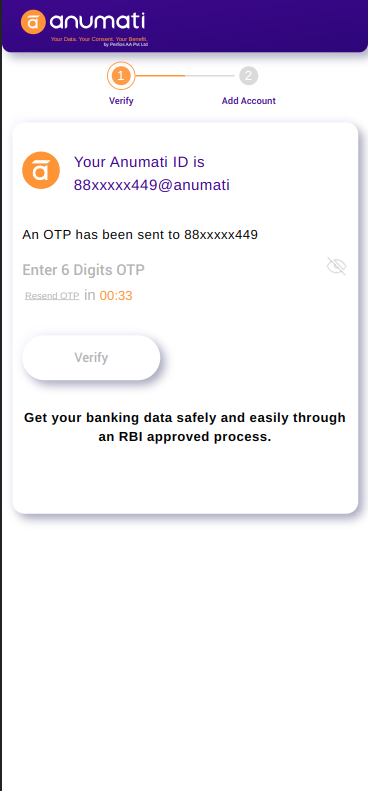 anumati
Your Data. Your Consent. Your Benefit.
by Perfios AA Pvt Ltd
1 2
Verify Add Account
Your Anumati ID is
88xxxxx449@anumati
An OTP has been sent to 88xxxxx449
Enter 6 Digits OTP
Resend OTP in 00:33
Verify
Get your banking data safely and easily through
an RBI approved process.